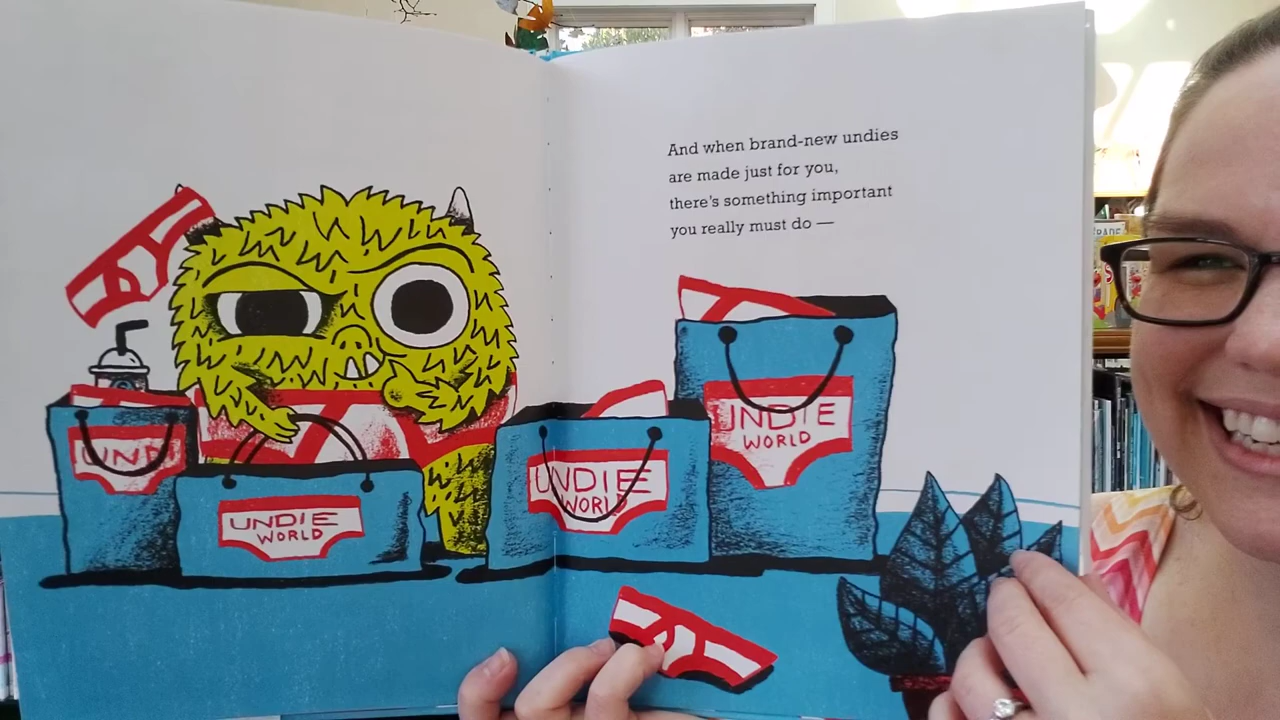 And when brand-new undies
are made just for you,
there's something important
you really must do —
UNDIE
WORLD
UNDIE
WORLD
UNDIE
WORLD
UNDI